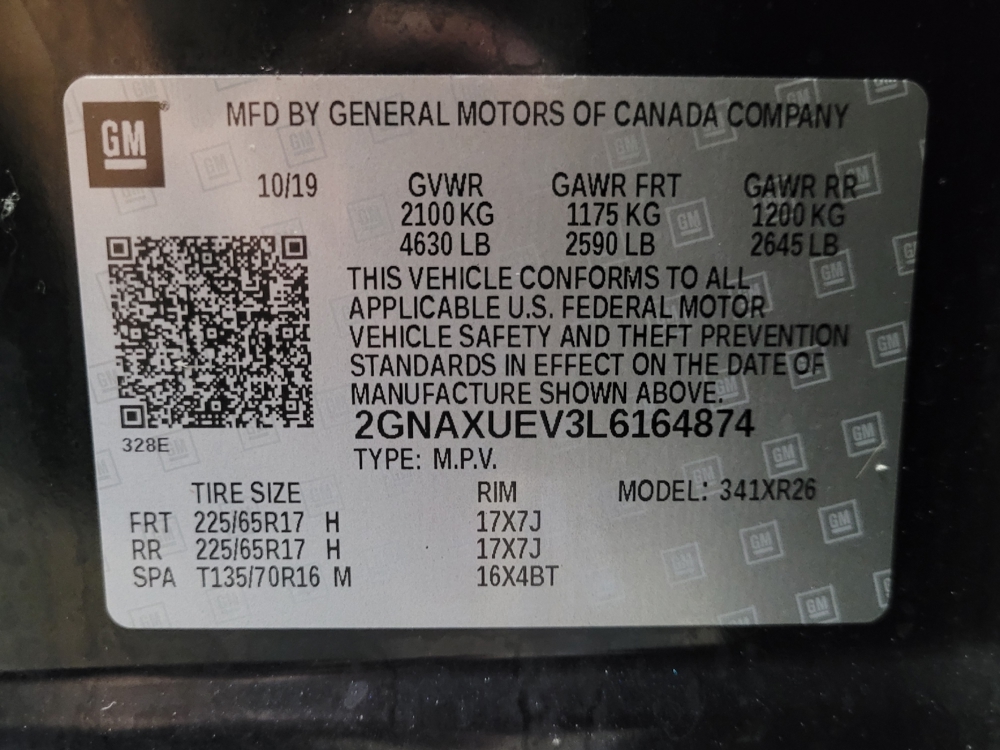 GM
MFD BY GENERAL MOTORS OF CANADA COMPANY
10/19 GVWR GAWR FRT GAWR RR
2100 KG 1175 KG 1200 KG
4630 LB 2590 LB 2645 LB
THIS VEHICLE CONFORMS TO ALL
APPLICABLE U.S. FEDERAL MOTOR
VEHICLE SAFETY AND THEFT PREVENTION
STANDARDS IN EFFECT ON THE DATE OF
MANUFACTURE SHOWN ABOVE.
328E
2GNAXUEV3L6164874
TYPE: M.P.V.
TIRE SIZE RIM MODEL: 341XR26
FRT 225/65R17 H 17X7J
RR 225/65R17 H 17X7J
SPA T135/70R16 M 16X4BT